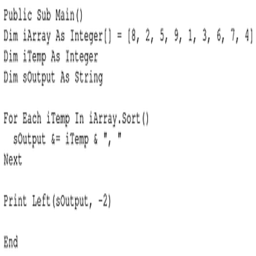 Public Sub Main()
Dim iArray As Integer[] = [8, 2, 5, 9, 1, 3, 6, 7, 4]
Dim iTemp As Integer
Dim sOutput As String

For Each iTemp In iArray.Sort()
  sOutput &= iTemp & ", "
Next

Print Left(sOutput, -2)

End